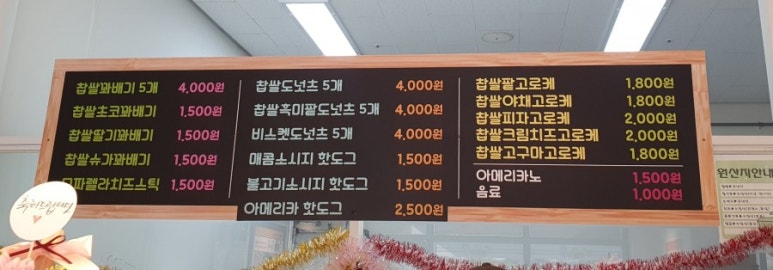 찹쌀꽈배기 5개 4,000원
찹쌀초코꽈배기 1,500원
찹쌀딸기꽈배기 1,500원
찹쌀슈가꽈배기 1,500원
모짜렐라치즈스틱 1,500원
찹쌀도넛츠 5개 4,000원
찹쌀흑미팥도넛츠 5개 4,000원
비스켓도넛츠 5개 4,000원
매콤소시지 핫도그 1,500원
불고기소시지 핫도그 1,500원
아메리카 핫도그 2,500원
찹쌀팥고로케 1,800원
찹쌀야채고로케 1,800원
찹쌀피자고로케 2,000원
찹쌀크림치즈고로케 2,000원
찹쌀고구마고로케 1,800원
아메리카노 1,500원
음료 1,000원
원산지안내